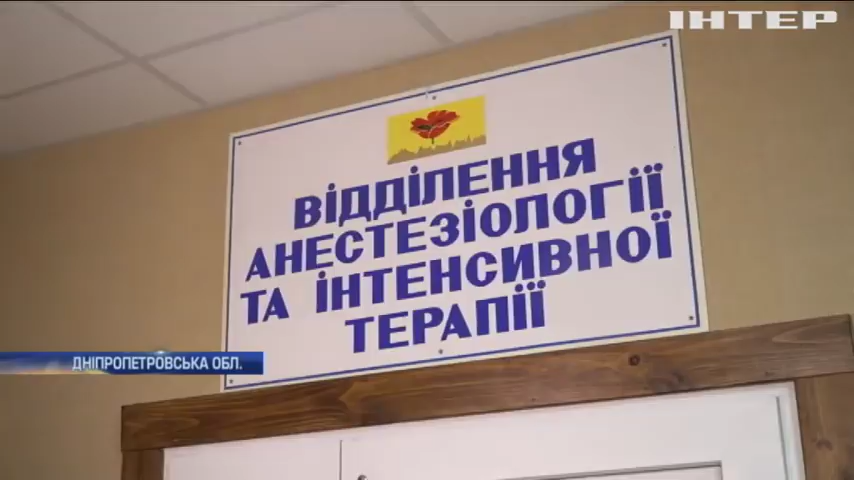 ІНТЕР
ВІДДІЛЕННЯ
АНЕСТЕЗІОЛОГІЇ
ТА ІНТЕНСИВНОЇ
ТЕРАПІЇ
ДНІПРОПЕТРОВСЬКА ОБЛ.